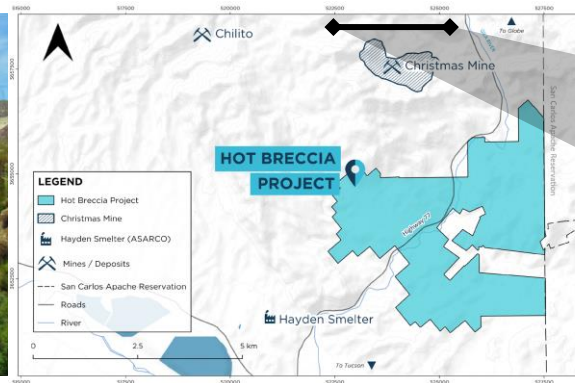 To Globe
Chilito
Christmas Mine
San Carlos Apache Reservation
HOT BRECCIA
PROJECT
LEGEND
Hot Breccia Project
Christmas Mine
Hayden Smelter (ASARCO)
Mines / Deposits
San Carlos Apache Reservation
Roads
River
Highway 77
Hayden Smelter
0 2.5 5 km
To Tucson